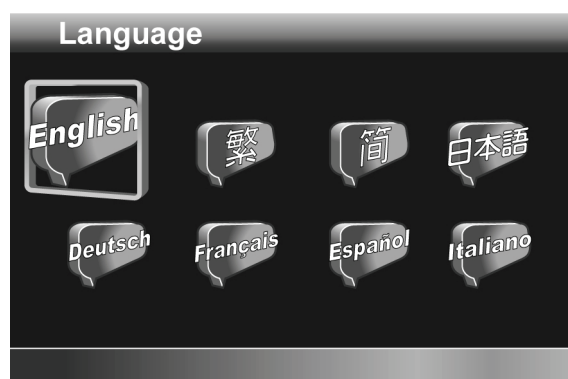 Language
English 繁 简 日本語
Deutsch Français Español Italiano